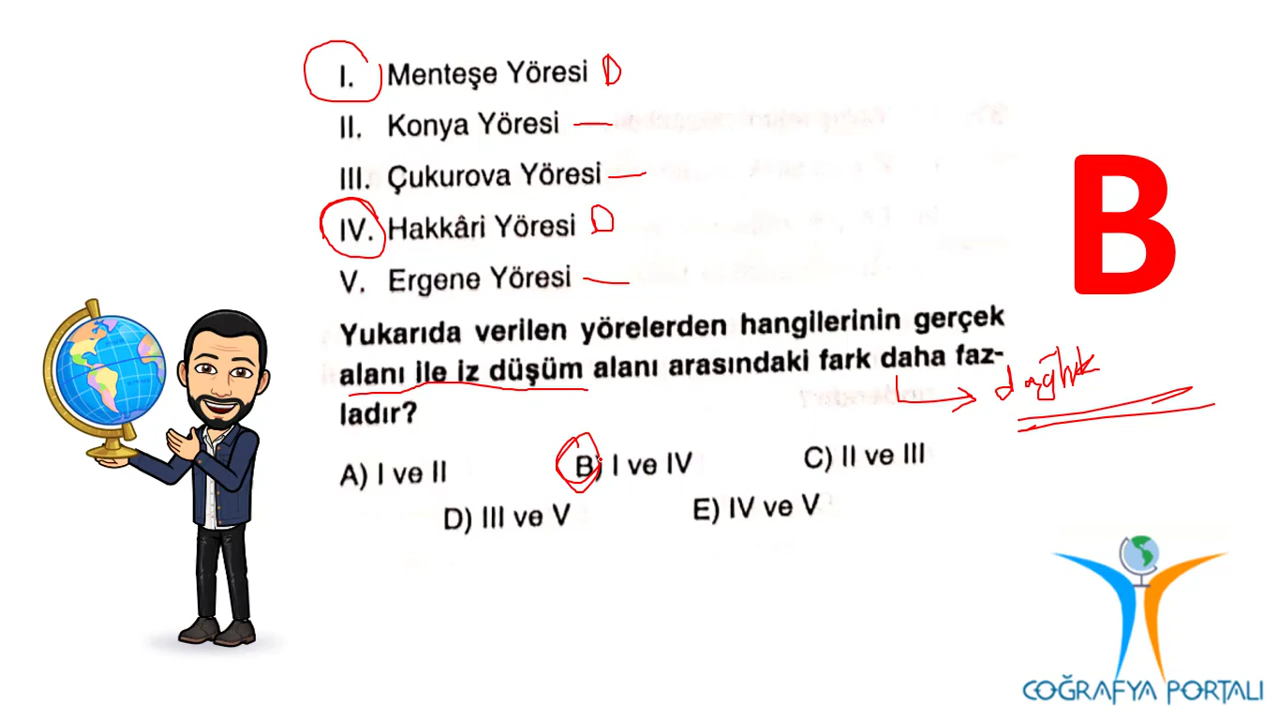 I. Menteşe Yöresi D
II. Konya Yöresi —
III. Çukurova Yöresi —
IV. Hakkâri Yöresi D
V. Ergene Yöresi —
B
Yukarıda verilen yörelerden hangilerinin gerçek
alanı ile iz düşüm alanı arasındaki fark daha faz-
ladır?
dağlık
A) I ve II B) I ve IV C) II ve III
D) III ve V E) IV ve V
COĞRAFYA PORTALI